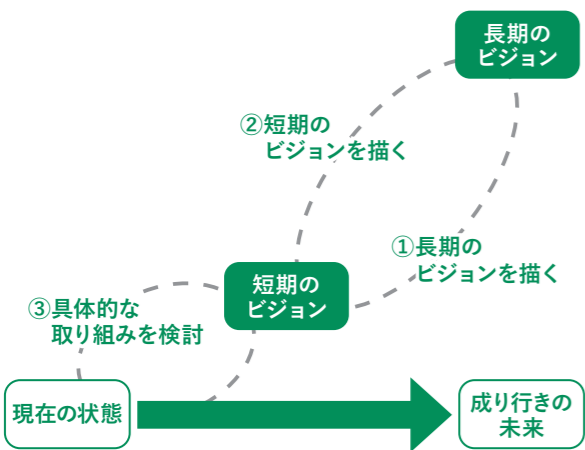 長期の
ビジョン
②短期の
ビジョンを描く
①長期の
ビジョンを描く
短期の
ビジョン
③具体的な
取り組みを検討
現在の状態
成り行きの
未来